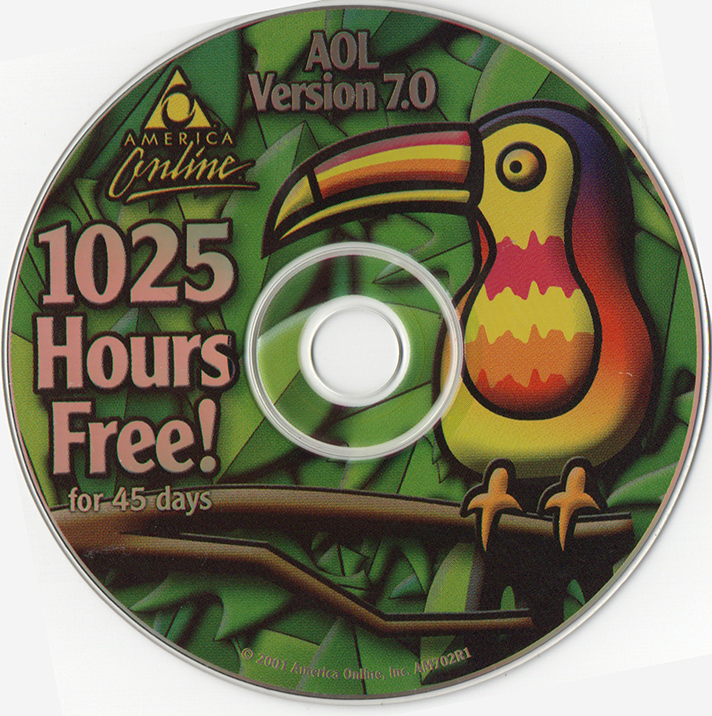 AOL
Version 7.0
AMERICA
Online
1025
Hours
Free!
for 45 days
© 2001 America Online, Inc. AM702R1